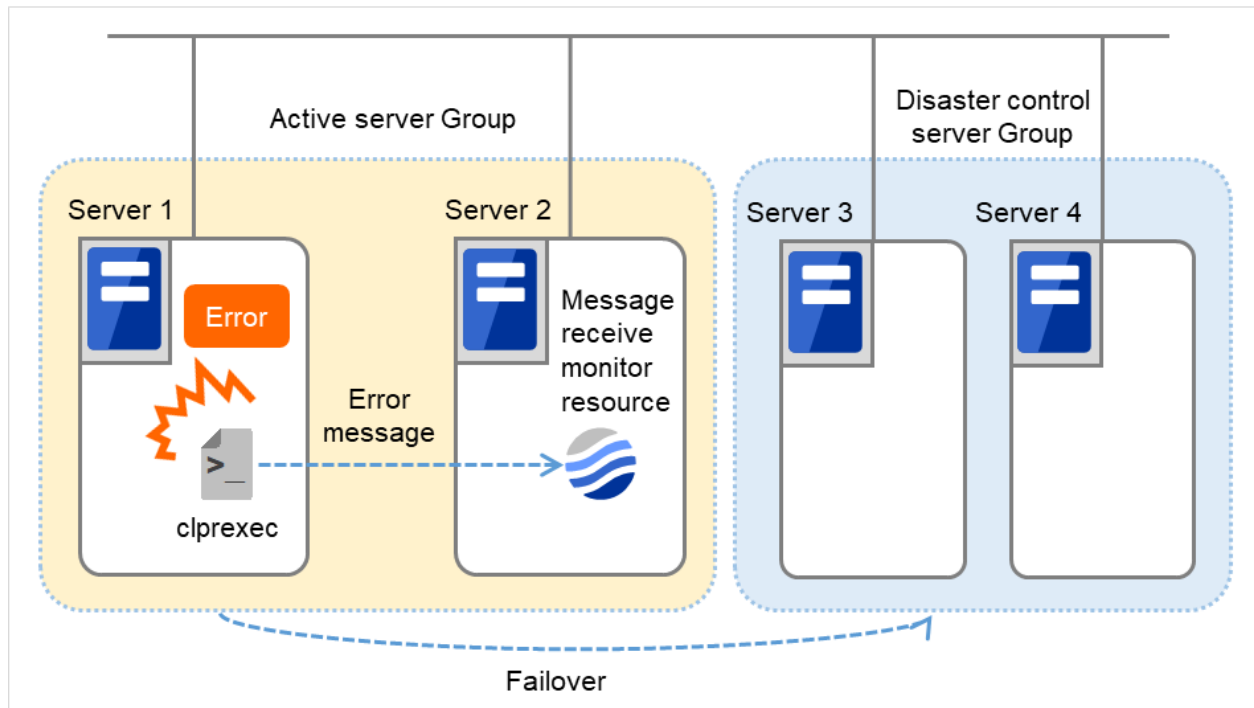 Active server Group
Disaster control
server Group
Server 1
Server 2
Server 3
Server 4
Error
Message
receive
monitor
resource
Error
message
>_
clprexec
Failover